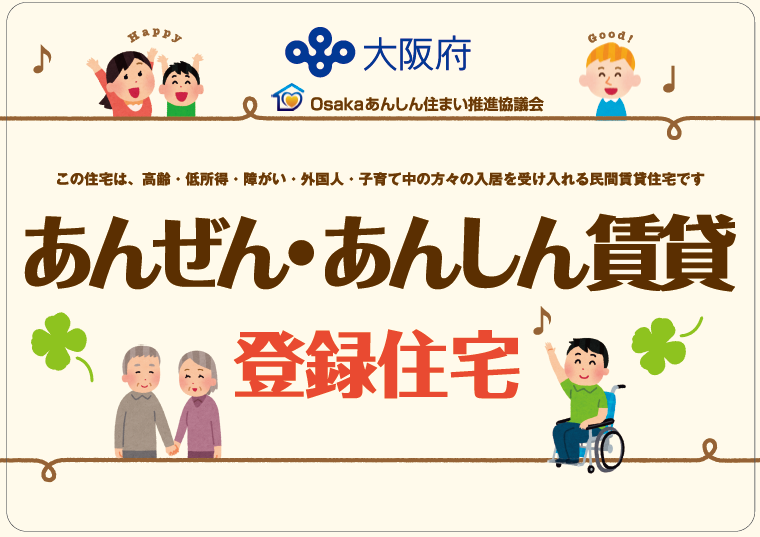 Happy
大阪府
Good!
Osakaあんしん住まい推進協議会
この住宅は、高齢・低所得・障がい・外国人・子育て中の方々の入居を受け入れる民間賃貸住宅です
あんぜん・あんしん賃貸
登録住宅